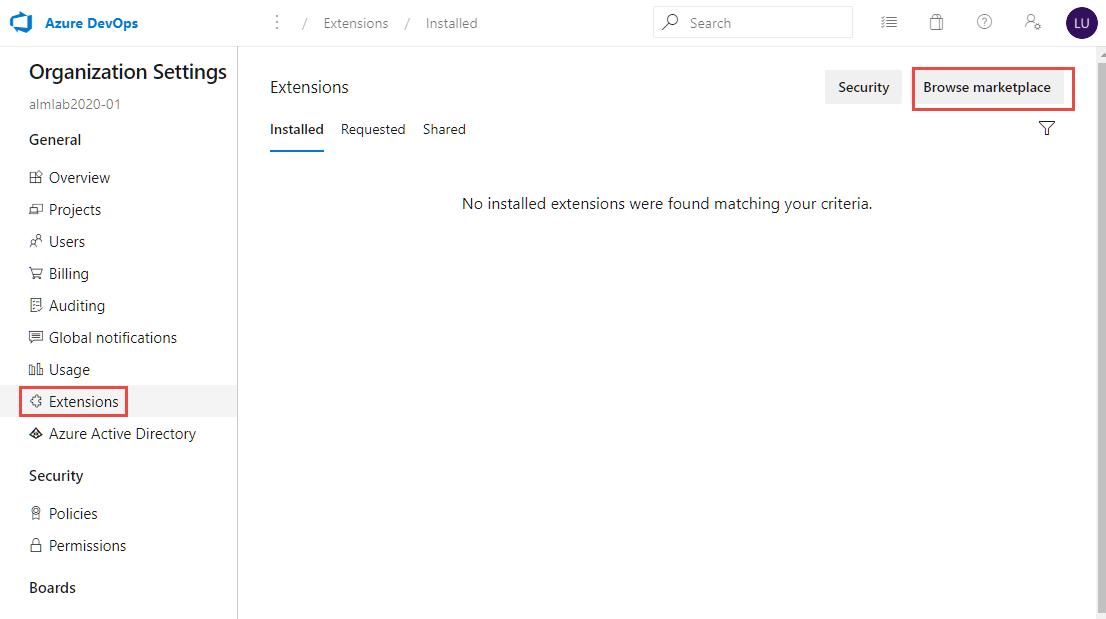 Azure DevOps
/ Extensions / Installed
Search
LU
Organization Settings
almlab2020-01
General
Overview
Projects
Users
Billing
Auditing
Global notifications
Usage
Extensions
Azure Active Directory
Security
Policies
Permissions
Boards
Extensions
Security
Browse marketplace
Installed
Requested
Shared
No installed extensions were found matching your criteria.